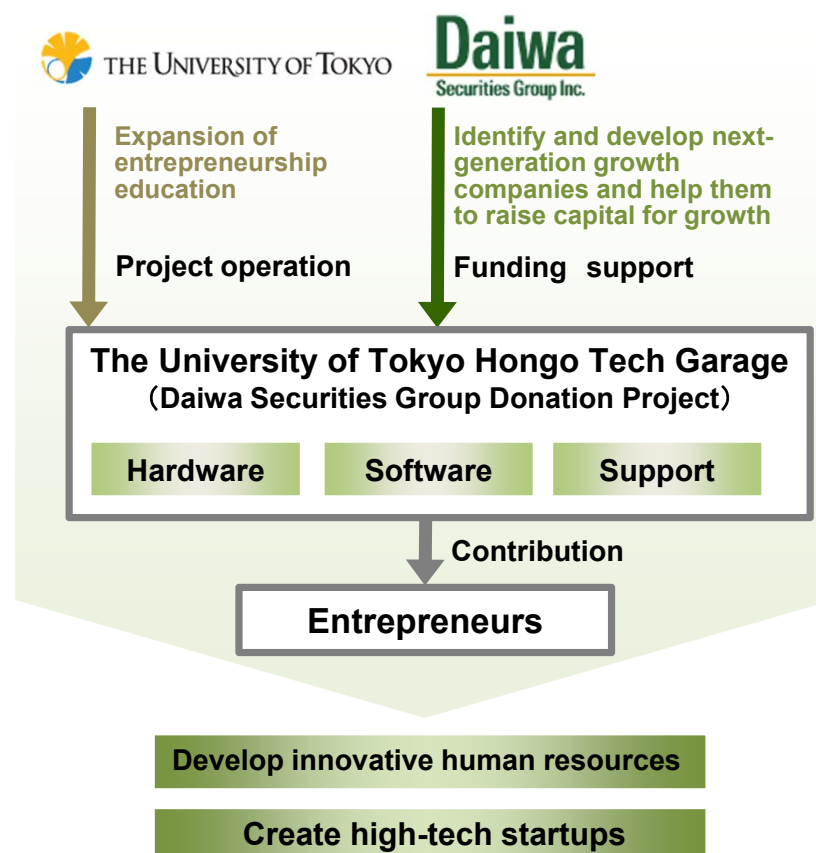 THE UNIVERSITY OF TOKYO
Daiwa
Securities Group Inc.
Expansion of
entrepreneurship
education
Identify and develop next-
generation growth
companies and help them
to raise capital for growth
Project operation
Funding support
The University of Tokyo Hongo Tech Garage
（Daiwa Securities Group Donation Project）
Hardware
Software
Support
Contribution
Entrepreneurs
Develop innovative human resources
Create high-tech startups